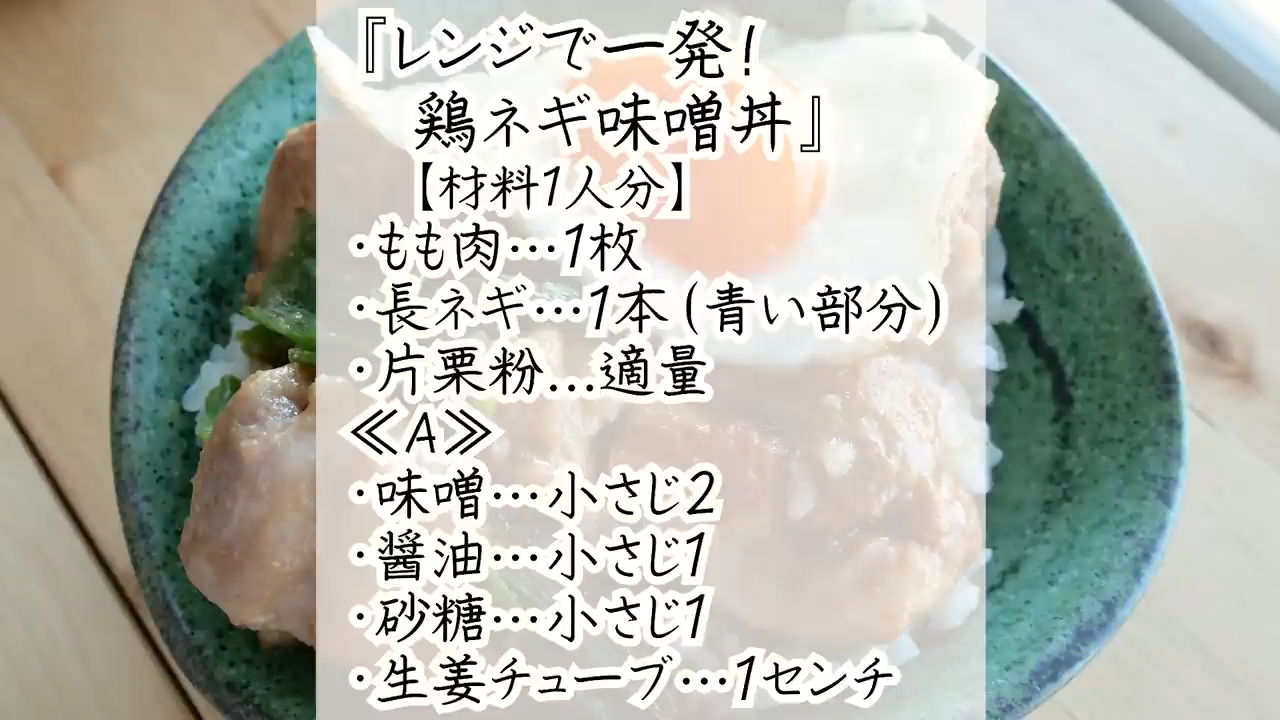 『レンジで一発!
鶏ネギ味噌丼』
【材料1人分】
・もも肉…1枚
・長ネギ…1本(青い部分)
・片栗粉...適量
≪A≫
・味噌…小さじ2
・醤油…小さじ1
・砂糖…小さじ1
・生姜チューブ…1センチ